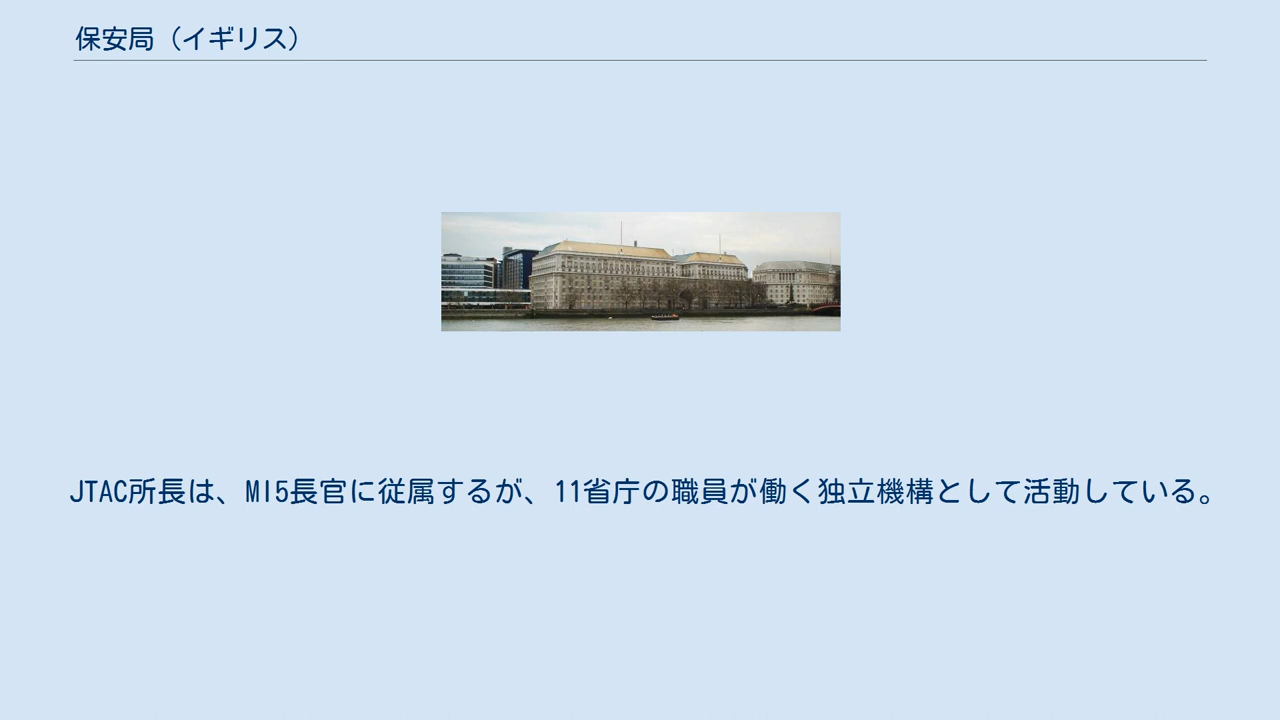 保安局（イギリス）
JTAC所長は、MI5長官に従属するが、11省庁の職員が働く独立機構として活動している。